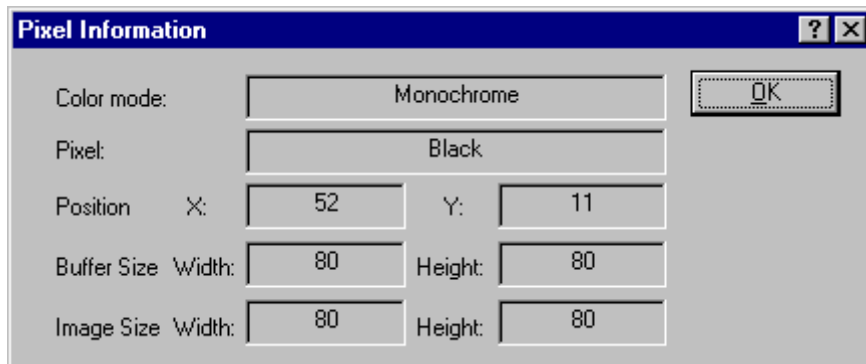 Pixel Information
Color mode: Monochrome OK
Pixel: Black
Position X: 52 Y: 11
Buffer Size Width: 80 Height: 80
Image Size Width: 80 Height: 80